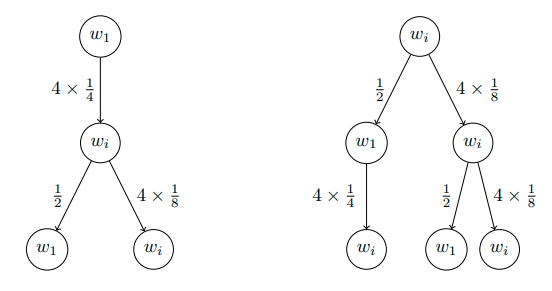 w₁ wᵢ
4 × 1/4 1/2 4 × 1/8
wᵢ w₁ wᵢ
1/2 4 × 1/8 4 × 1/4 1/2 4 × 1/8
w₁ wᵢ wᵢ w₁ wᵢ